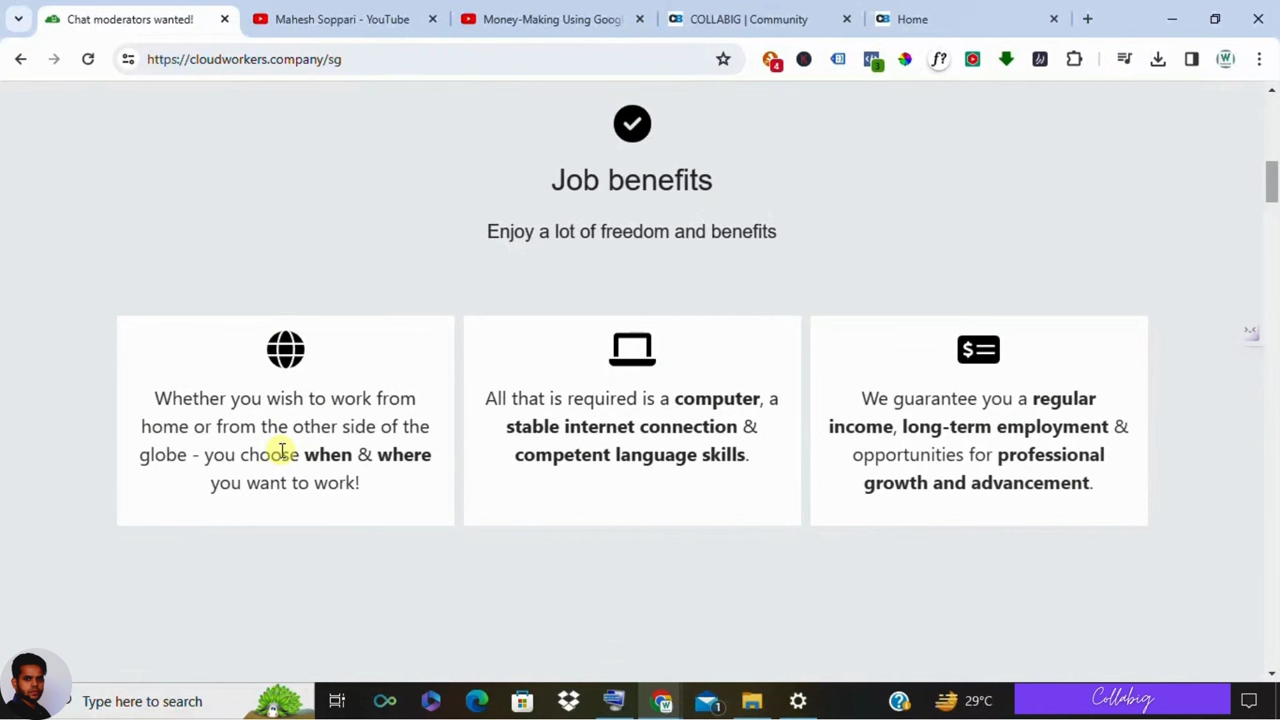 Chat moderators wanted!
Mahesh Soppari - YouTube
Money-Making Using Googl
COLLABIG | Community
Home
https://cloudworkers.company/sg
4
3
f?
W
Job benefits
Enjoy a lot of freedom and benefits
Whether you wish to work from
home or from the other side of the
globe - you choose when & where
you want to work!
All that is required is a computer, a
stable internet connection &
competent language skills.
We guarantee you a regular
income, long-term employment &
opportunities for professional
growth and advancement.
Type here to search
1
29°C
Collabig